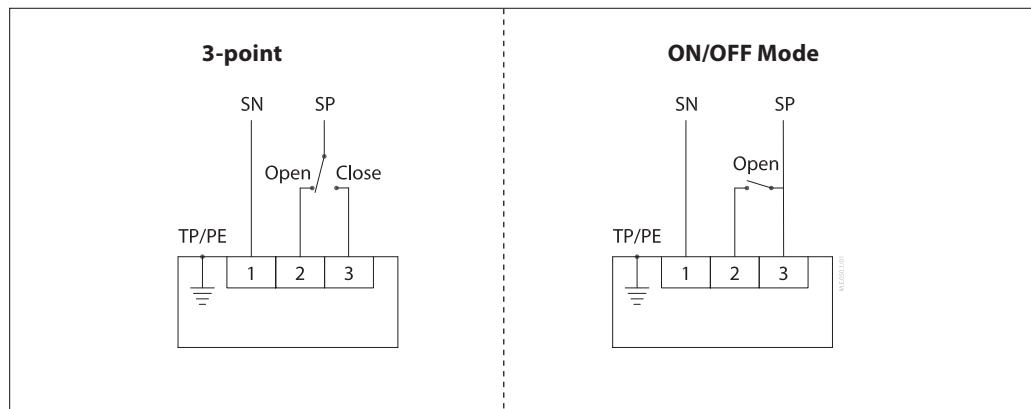 3-point
SN SP
Open Close
TP/PE
1 2 3
ON/OFF Mode
SN SP
Open
TP/PE
1 2 3